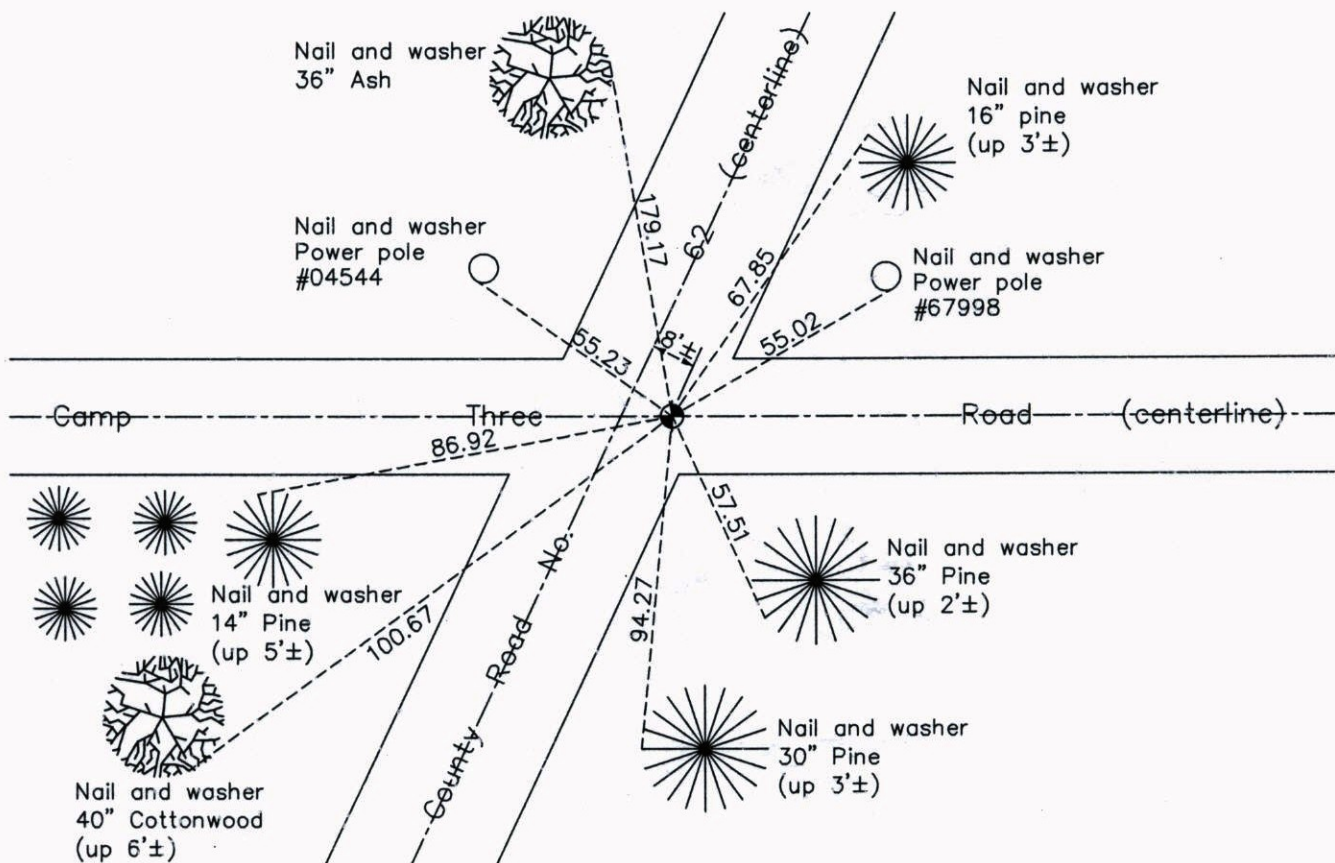 Nail and washer
36" Ash
(centerline)
Nail and washer
16" pine
(up 3'±)
Nail and washer
Power pole
#04544
179.17
6-2
67.85
Nail and washer
Power pole
#67998
55.23
18'±
55.02
Camp Three Road (centerline)
86.92
57.51
Nail and washer
36" Pine
(up 2'±)
Nail and washer
14" Pine
(up 5'±)
100.67
94.27
County Road No.
Nail and washer
30" Pine
(up 3'±)
Nail and washer
40" Cottonwood
(up 6'±)